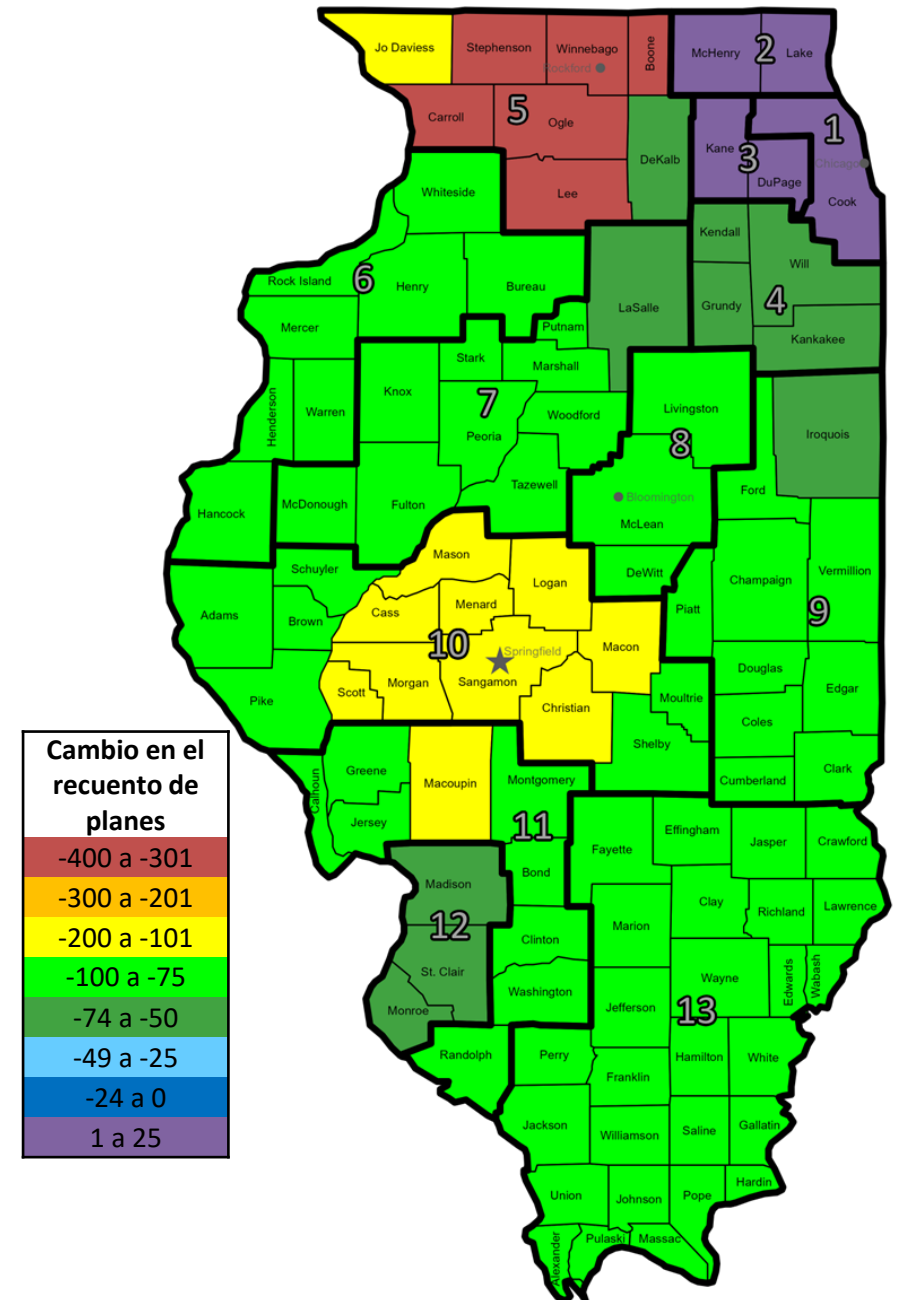 Jo Daviess
Stephenson
Winnebago
Boone
McHenry
2
Lake
Rockford
Carroll
5
Ogle
1
Kane
3
Chicago
DeKalb
DuPage
Whiteside
Lee
Cook
Kendall
Will
Rock Island
6
Henry
Bureau
LaSalle
Grundy
4
Mercer
Putnam
Kankakee
Stark
Marshall
Knox
7
Henderson
Warren
Woodford
Livingston
Peoria
Iroquois
8
Tazewell
Ford
Bloomington
Hancock
McDonough
Fulton
McLean
Mason
Schuyler
Logan
DeWitt
Champaign
Vermillion
Adams
Cass
Menard
Piatt
9
Brown
10
Springfield
Macon
Douglas
Scott
Morgan
Sangamon
Edgar
Pike
Christian
Moultrie
Coles
Shelby
Greene
Clark
Calhoun
Macoupin
Montgomery
Cumberland
Jersey
11
Effingham
Jasper
Crawford
Fayette
Bond
Madison
Clay
Richland
Lawrence
12
Marion
Clinton
St. Clair
Wayne
Edwards
Wabash
Washington
Monroe
Jefferson
13
Randolph
Perry
Hamilton
White
Franklin
Jackson
Williamson
Saline
Gallatin
Hardin
Union
Johnson
Pope
Alexander
Pulaski
Massac
Cambio en el
recuento de
planes
-400 a -301
-300 a -201
-200 a -101
-100 a -75
-74 a -50
-49 a -25
-24 a 0
1 a 25